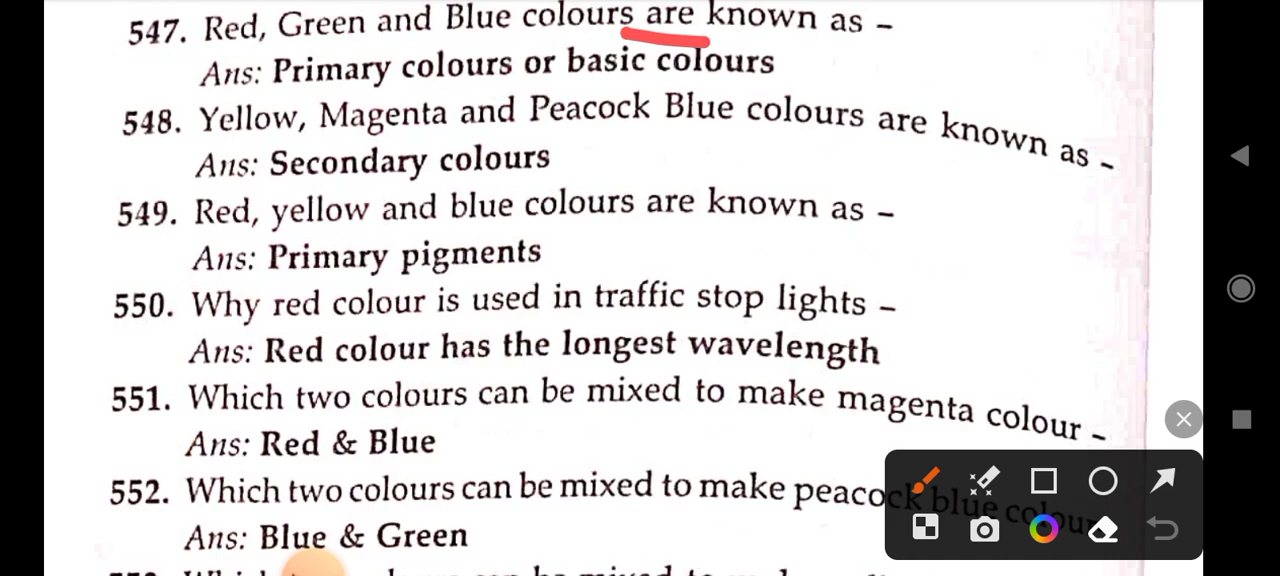 547. Red, Green and Blue colours are known as –
Ans: Primary colours or basic colours
548. Yellow, Magenta and Peacock Blue colours are known as –
Ans: Secondary colours
549. Red, yellow and blue colours are known as –
Ans: Primary pigments
550. Why red colour is used in traffic stop lights –
Ans: Red colour has the longest wavelength
551. Which two colours can be mixed to make magenta colour –
Ans: Red & Blue
552. Which two colours can be mixed to make peacock blue colour
Ans: Blue & Green